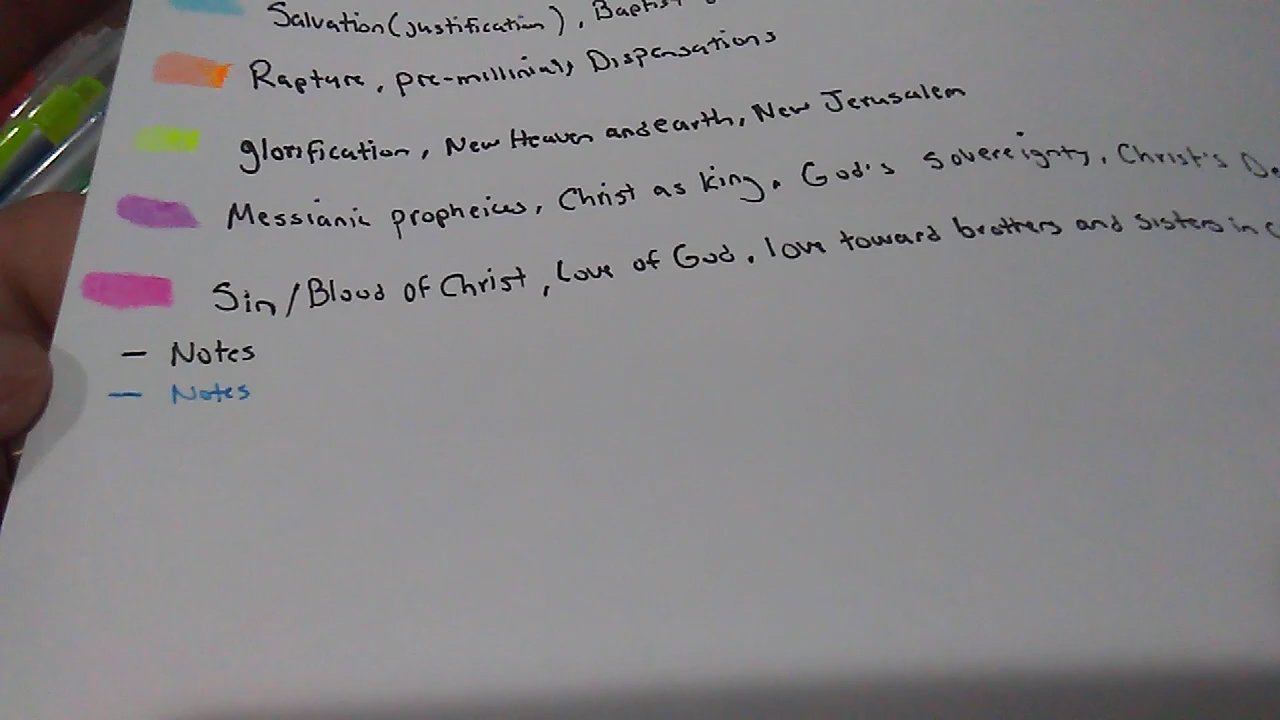 Salvation (Justification), Baptis
Rapture, pre-millinial, Dispensations
glorification, New Heaven and earth, New Jerusalem
Messianic propheices, Christ as king. God's sovereignty, Christ's
Sin/Blood of Christ, Love of God, love toward brothers and sisters in
- Notes
- Notes